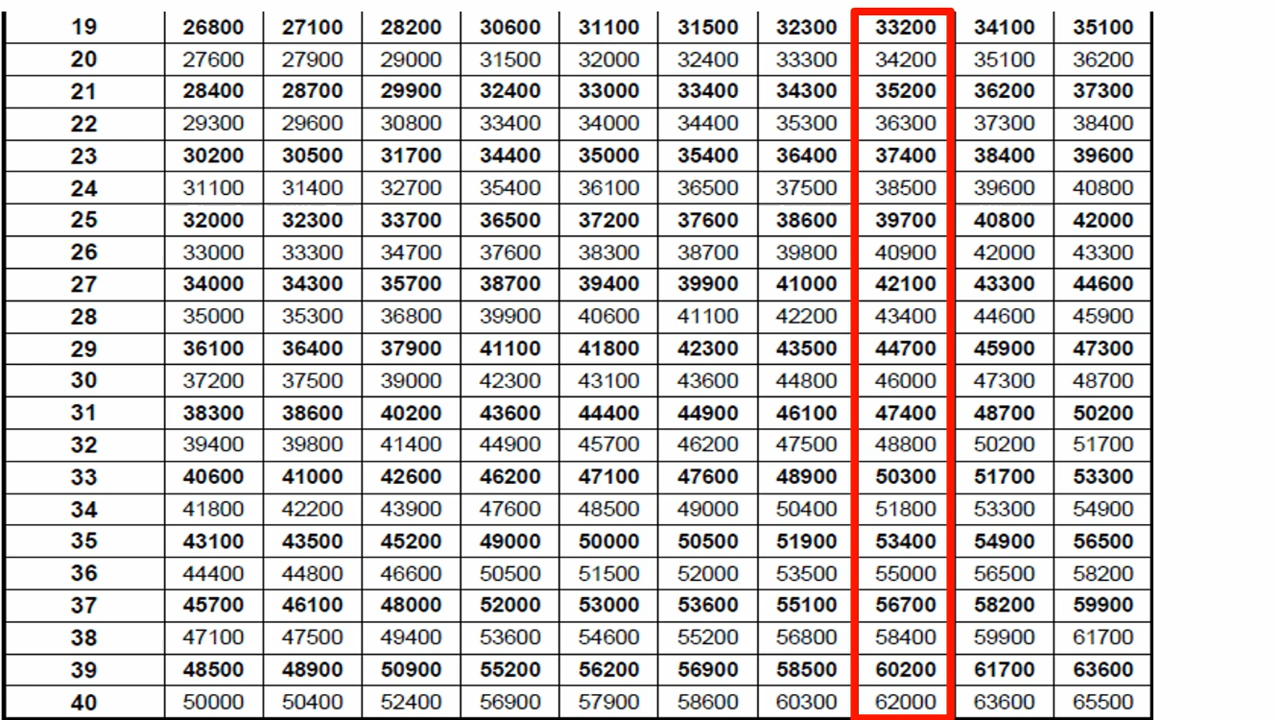 19 26800 27100 28200 30600 31100 31500 32300 33200 34100 35100
20 27600 27900 29000 31500 32000 32400 33300 34200 35100 36200
21 28400 28700 29900 32400 33000 33400 34300 35200 36200 37300
22 29300 29600 30800 33400 34000 34400 35300 36300 37300 38400
23 30200 30500 31700 34400 35000 35400 36400 37400 38400 39600
24 31100 31400 32700 35400 36100 36500 37500 38500 39600 40800
25 32000 32300 33700 36500 37200 37600 38600 39700 40800 42000
26 33000 33300 34700 37600 38300 38700 39800 40900 42000 43300
27 34000 34300 35700 38700 39400 39900 41000 42100 43300 44600
28 35000 35300 36800 39900 40600 41100 42200 43400 44600 45900
29 36100 36400 37900 41100 41800 42300 43500 44700 45900 47300
30 37200 37500 39000 42300 43100 43600 44800 46000 47300 48700
31 38300 38600 40200 43600 44400 44900 46100 47400 48700 50200
32 39400 39800 41400 44900 45700 46200 47500 48800 50200 51700
33 40600 41000 42600 46200 47100 47600 48900 50300 51700 53300
34 41800 42200 43900 47600 48500 49000 50400 51800 53300 54900
35 43100 43500 45200 49000 50000 50500 51900 53400 54900 56500
36 44400 44800 46600 50500 51500 52000 53500 55000 56500 58200
37 45700 46100 48000 52000 53000 53600 55100 56700 58200 59900
38 47100 47500 49400 53600 54600 55200 56800 58400 59900 61700
39 48500 48900 50900 55200 56200 56900 58500 60200 61700 63600
40 50000 50400 52400 56900 57900 58600 60300 62000 63600 65500